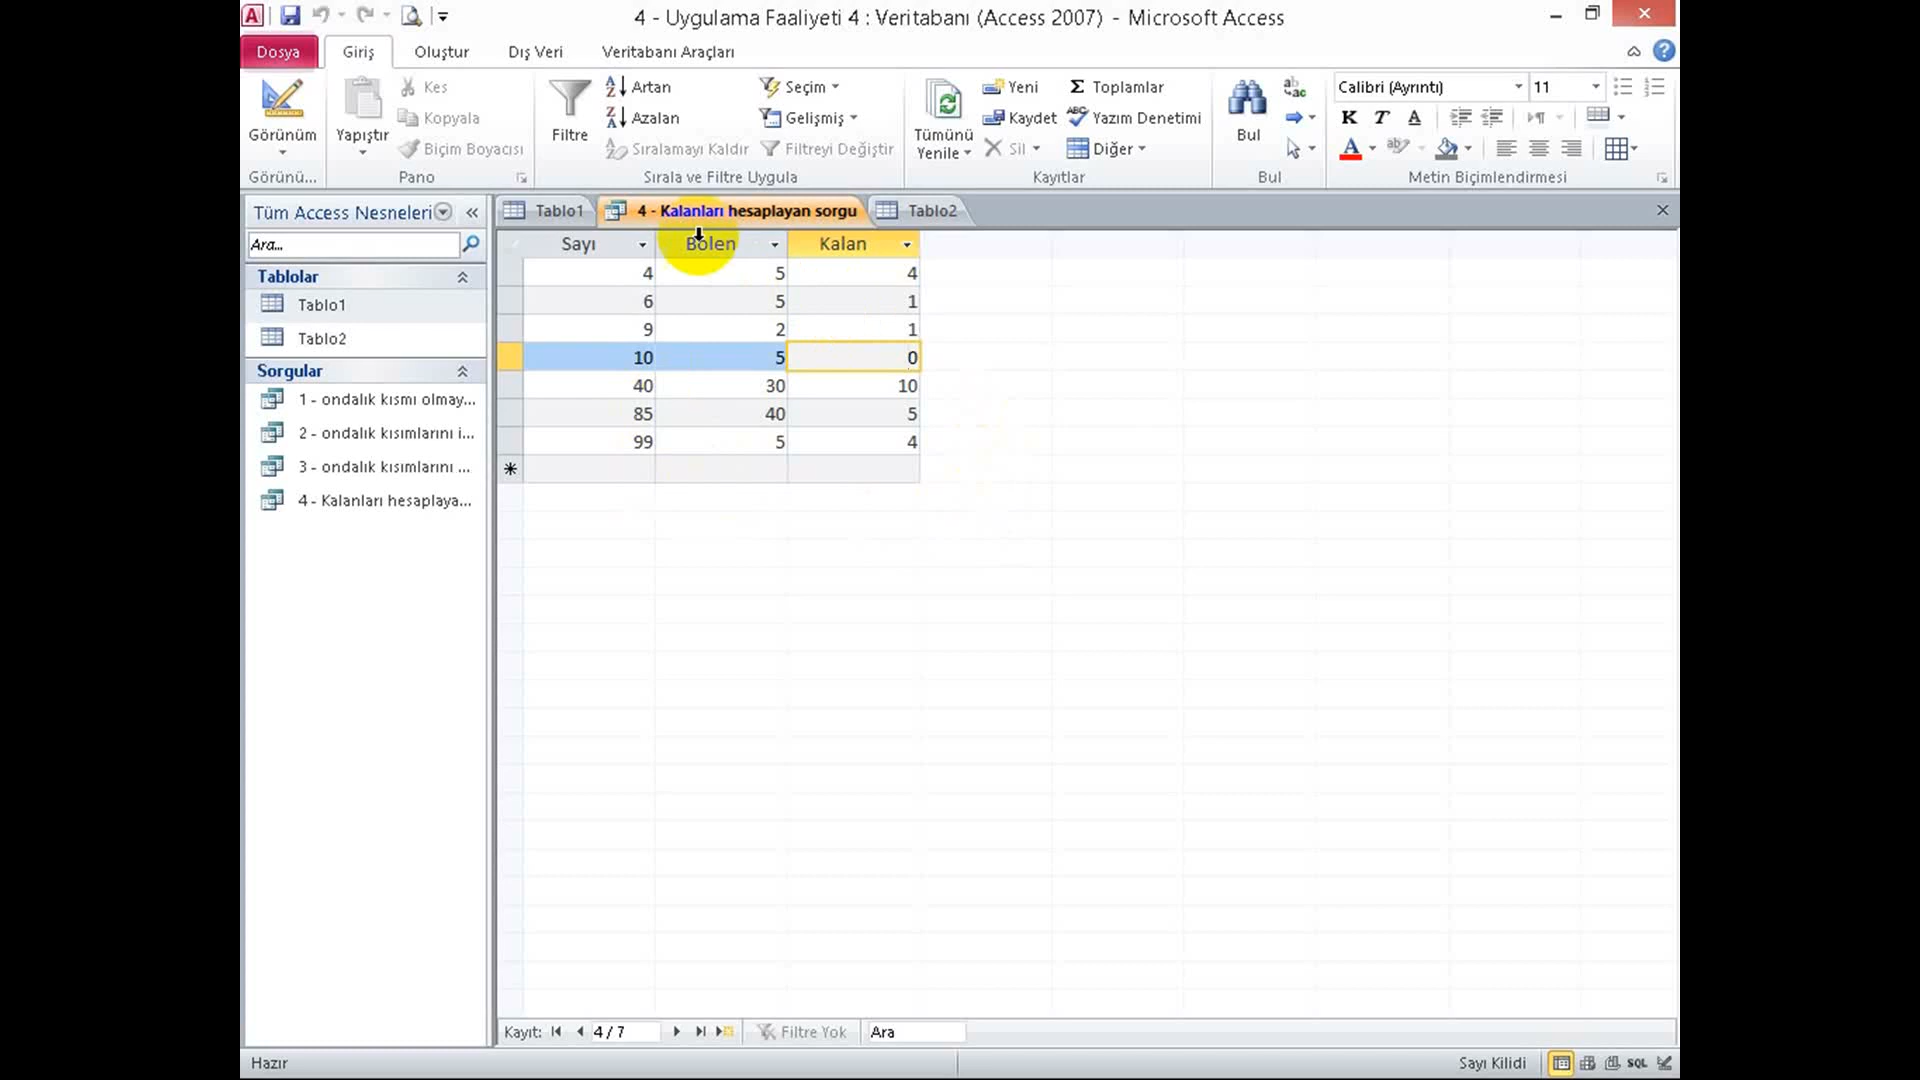 4 - Uygulama Faaliyeti 4 : Veritabanı (Access 2007) - Microsoft Access
Dosya Giriş Oluştur Dış Veri Veritabanı Araçları
Kes Artan Seçim Yeni Toplamlar Calibri (Ayrıntı) 11
Kopyala Azalan Gelişmiş Kaydet Yazım Denetimi K T A
Görünüm Yapıştır Filtre Tümünü Yenile Bul
Biçim Boyacısı Sıralamayı Kaldır Filtreyi Değiştir Sil Diğer
Görünü... Pano Sırala ve Filtre Uygula Kayıtlar Bul Metin Biçimlendirmesi
Tüm Access Nesneleri
Ara...
Tablolar
Tablo1
Tablo2
Sorgular
1 - ondalık kısmı olmay...
2 - ondalık kısımlarını i...
3 - ondalık kısımlarını ...
4 - Kalanları hesaplaya...
Tablo1 4 - Kalanları hesaplayan sorgu Tablo2
Sayı Bölen Kalan
4 5 4
6 5 1
9 2 1
10 5 0
40 30 10
85 40 5
99 5 4
Kayıt: 4 / 7 Filtre Yok Ara
Hazır Sayı Kilidi SQL